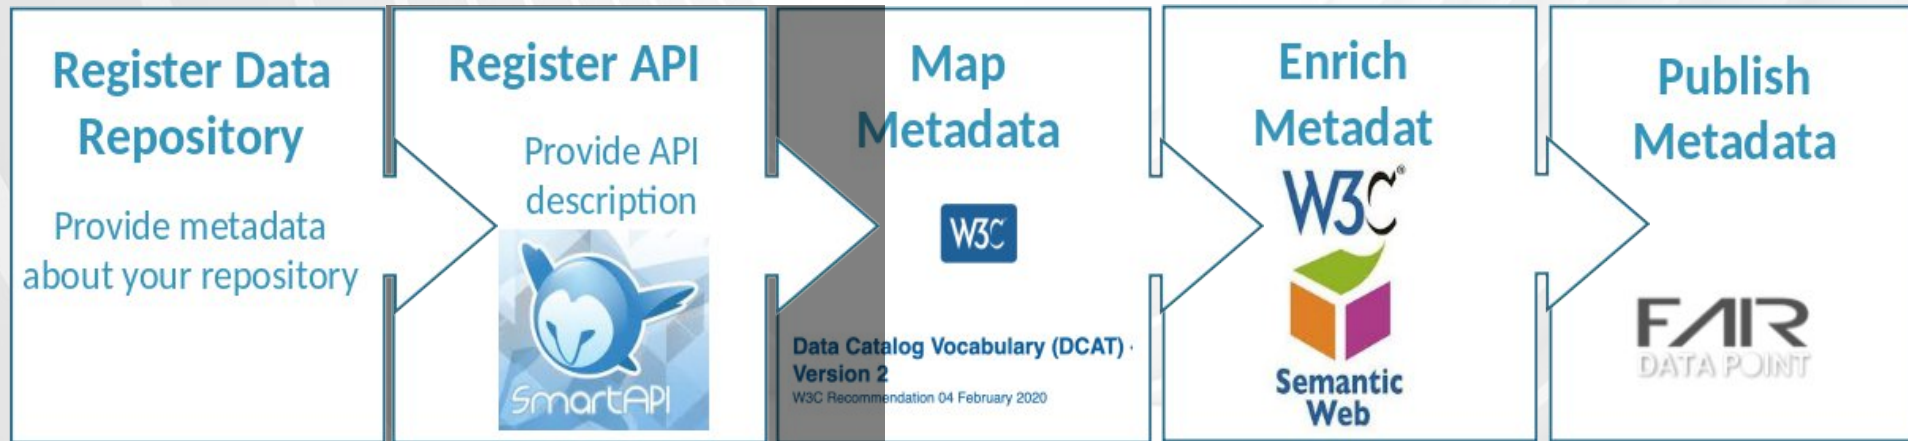 Register Data
Repository
Provide metadata
about your repository
Register API
Provide API
description
SmartAPI
Map
Metadata
W3C
Data Catalog Vocabulary (DCAT) -
Version 2
W3C Recommendation 04 February 2020
Enrich
Metadat
W3C®
Semantic
Web
Publish
Metadata
FAIR
DATA POINT